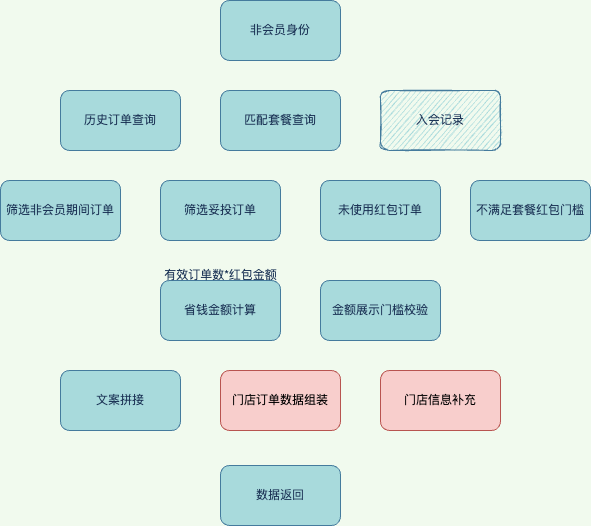 非会员身份
历史订单查询
匹配套餐查询
入会记录
筛选非会员期间订单
筛选妥投订单
未使用红包订单
不满足套餐红包门槛
有效订单数*红包金额
省钱金额计算
金额展示门槛校验
文案拼接
门店订单数据组装
门店信息补充
数据返回